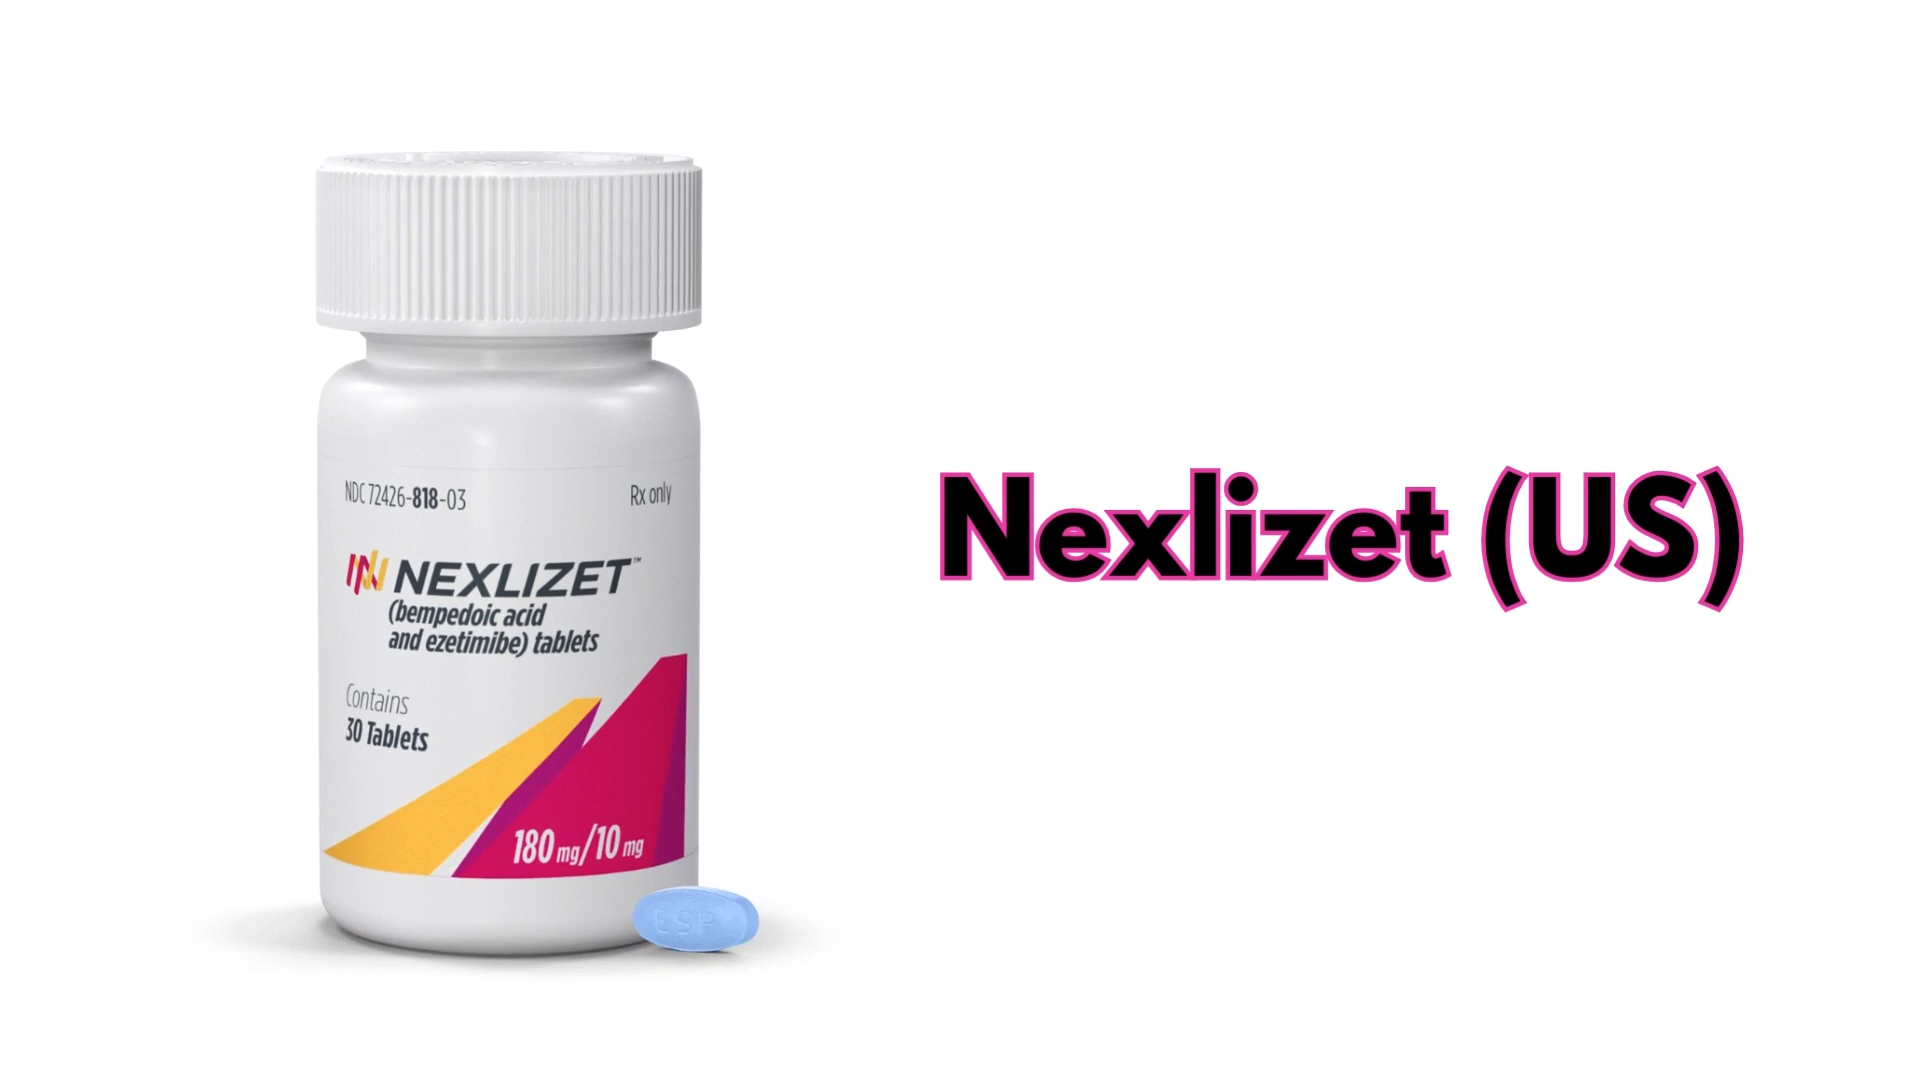 NDC 72426-818-03
Rx only
NEXLIZET™
(bempedoic acid
and ezetimibe) tablets
Contains
30 Tablets
180 mg/10 mg
ESP
Nexlizet (US)